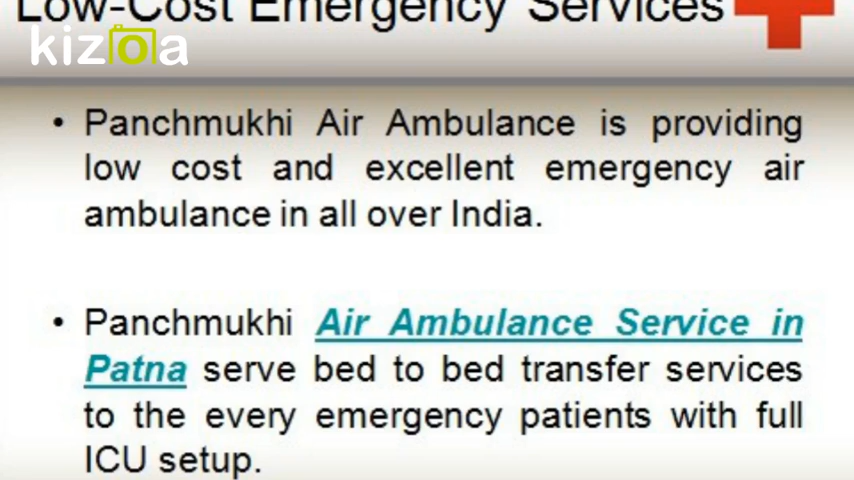 Low-Cost Emergency Services
kizoa
• Panchmukhi Air Ambulance is providing
low cost and excellent emergency air
ambulance in all over India.
• Panchmukhi Air Ambulance Service in
Patna serve bed to bed transfer services
to the every emergency patients with full
ICU setup.